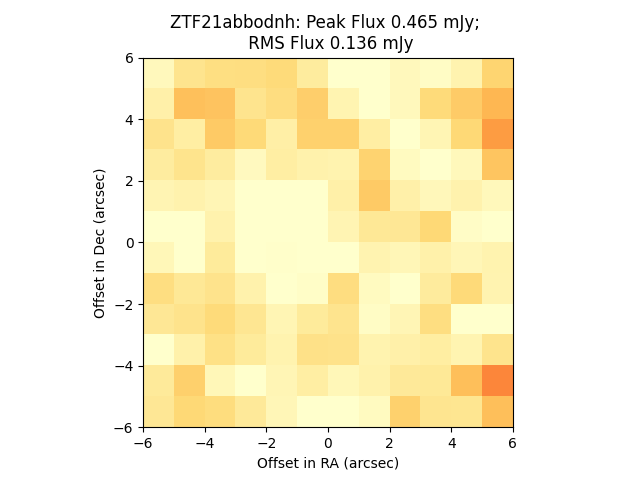 ZTF21abbodnh: Peak Flux 0.465 mJy;
RMS Flux 0.136 mJy
6
4
2
0
−2
−4
−6
Offset in Dec (arcsec)
−6 −4 −2 0 2 4 6
Offset in RA (arcsec)